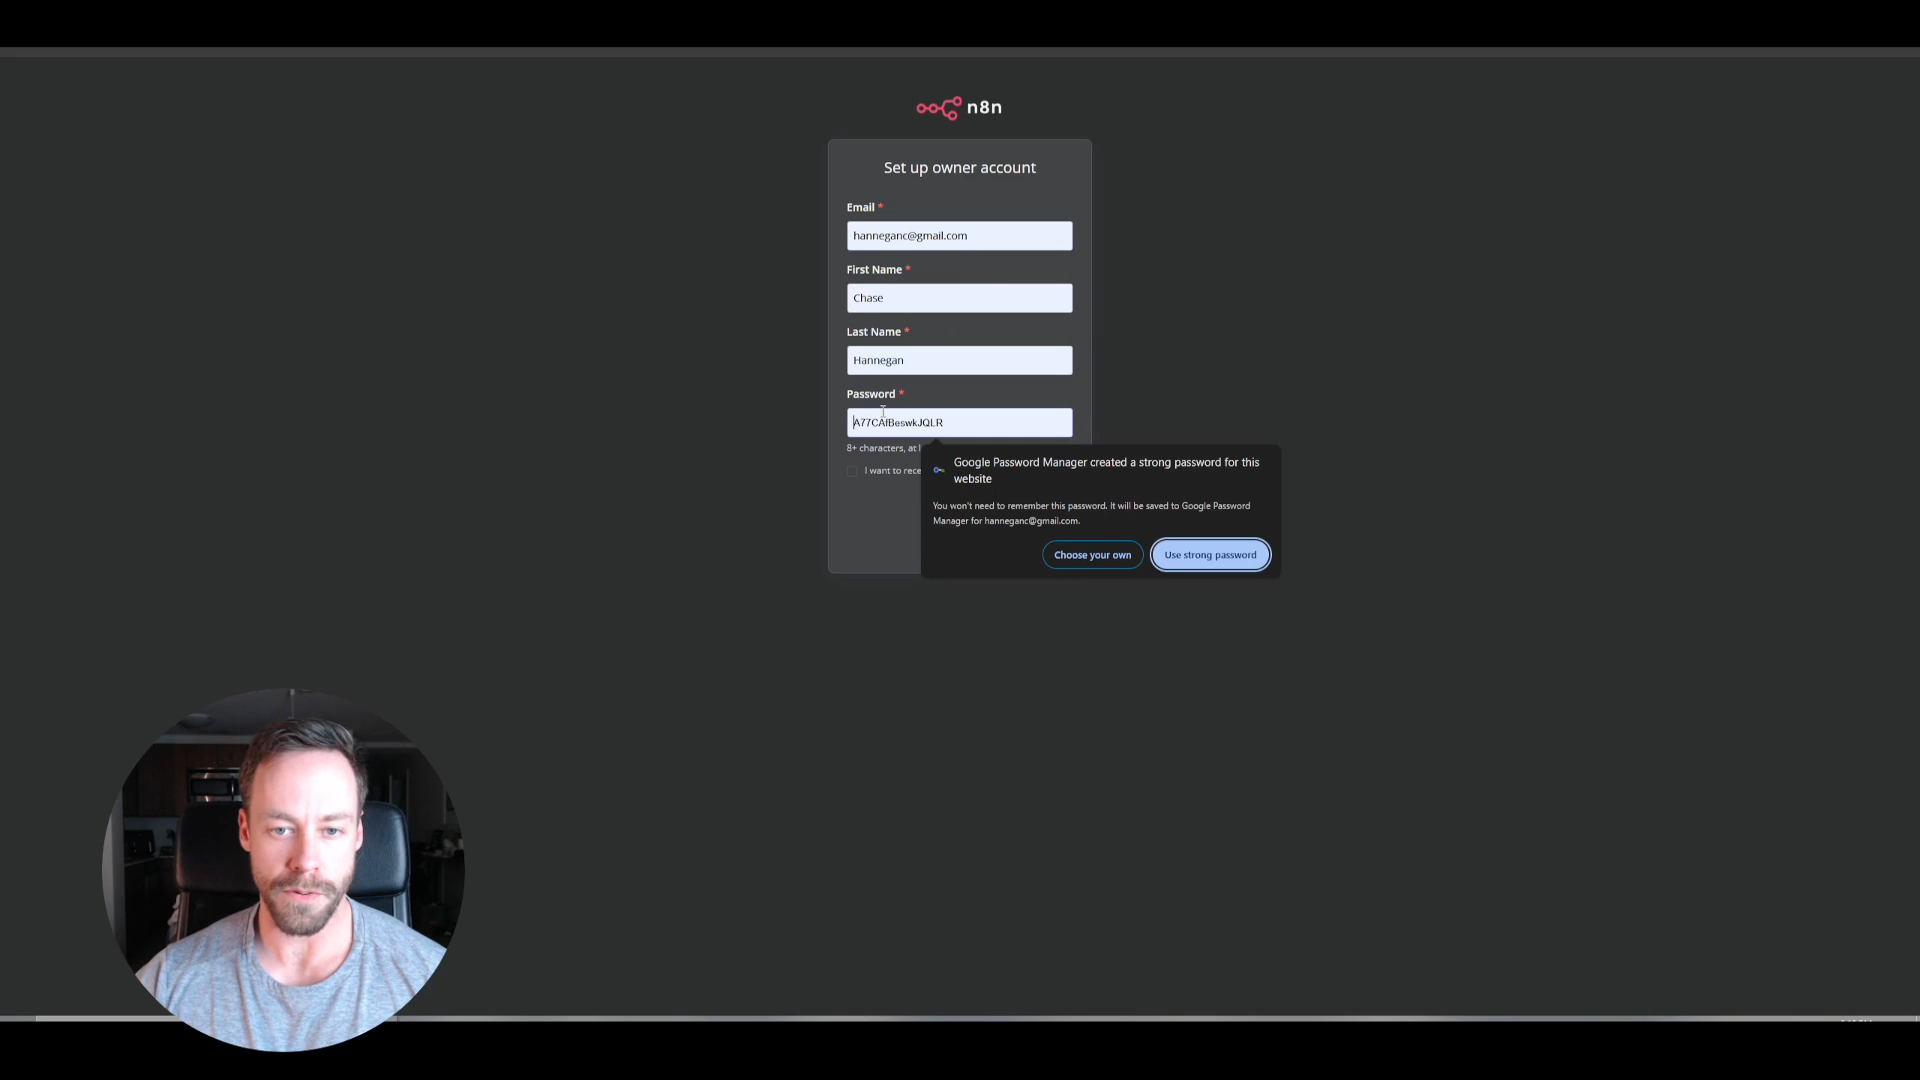 n8n
Set up owner account
Email *
hanneganc@gmail.com
First Name *
Chase
Last Name *
Hannegan
Password *
A77CAfBeswkJQLR
8+ characters, at
I want to rece
Google Password Manager created a strong password for this
website
You won't need to remember this password. It will be saved to Google Password
Manager for hanneganc@gmail.com.
Choose your own
Use strong password